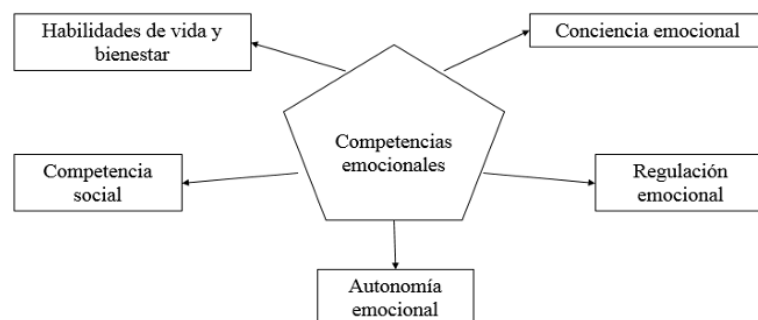 Habilidades de vida y
bienestar
Conciencia emocional
Competencias
emocionales
Competencia
social
Regulación
emocional
Autonomía
emocional